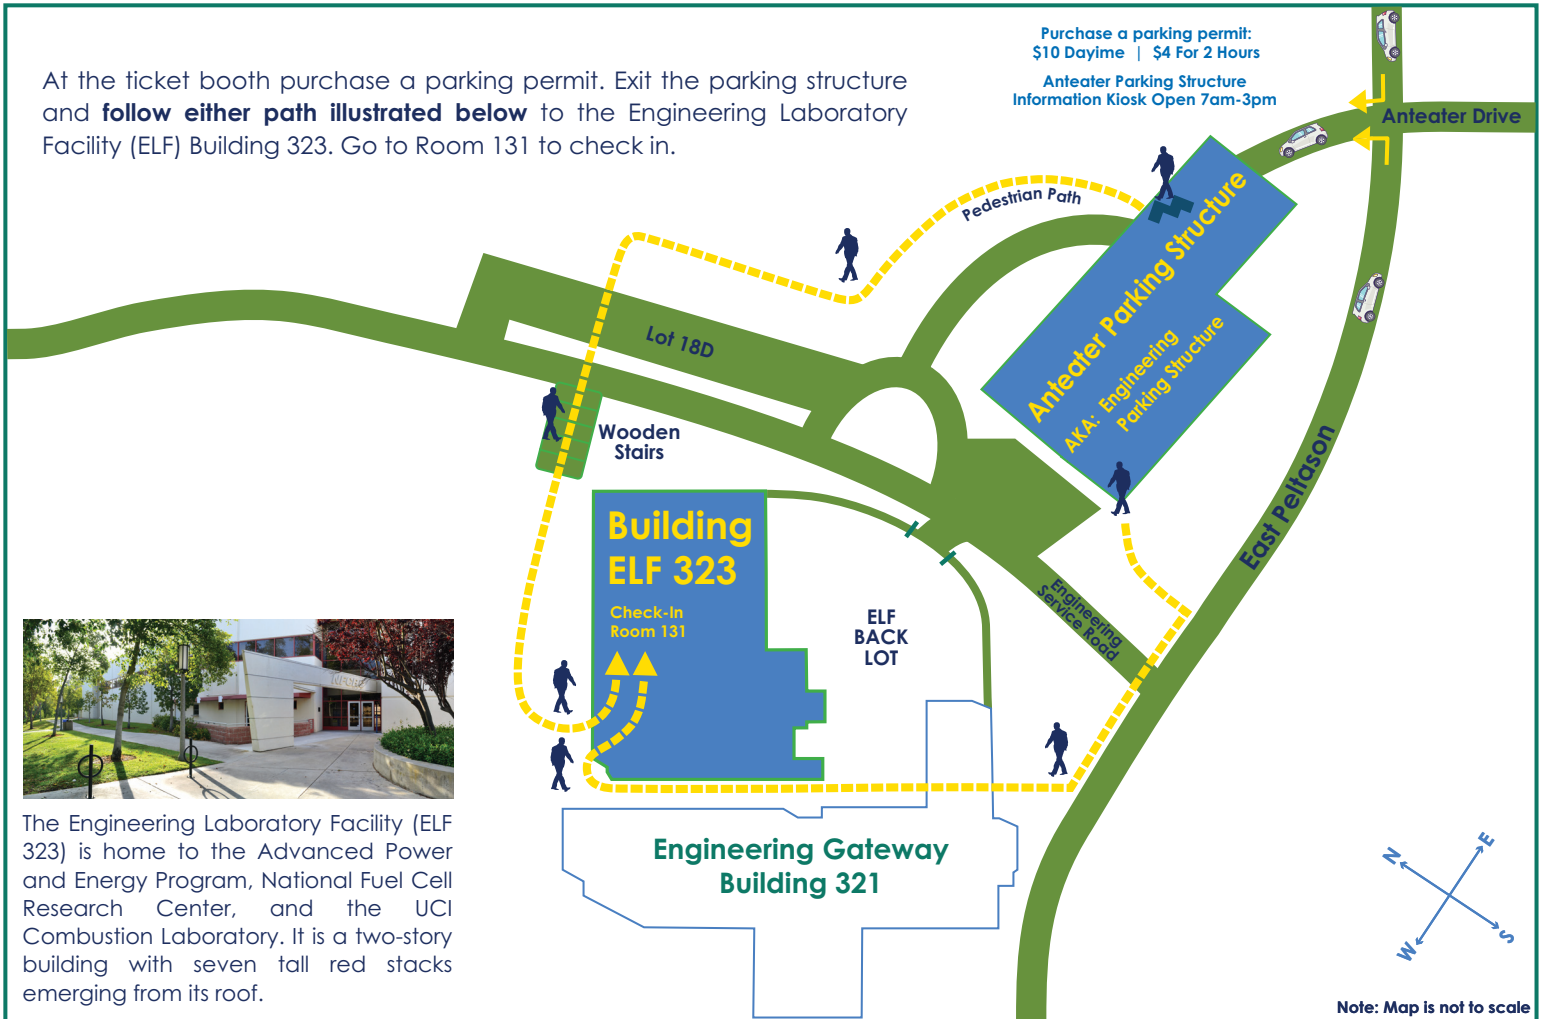 At the ticket booth purchase a parking permit. Exit the parking structure
and follow either path illustrated below to the Engineering Laboratory
Facility (ELF) Building 323. Go to Room 131 to check in.
Purchase a parking permit:
$10 Dayime | $4 For 2 Hours
Anteater Parking Structure
Information Kiosk Open 7am-3pm
Anteater Drive
Pedestrian Path
Anteater Parking Structure
AKA: Engineering
Parking Structure
Lot 18D
Wooden
Stairs
East Peltason
Building
ELF 323
Check-In
Room 131
ELF
BACK
LOT
Engineering
Service Road
Engineering Gateway
Building 321
The Engineering Laboratory Facility (ELF
323) is home to the Advanced Power
and Energy Program, National Fuel Cell
Research Center, and the UCI
Combustion Laboratory. It is a two-story
building with seven tall red stacks
emerging from its roof.
N
E
W
S
Note: Map is not to scale